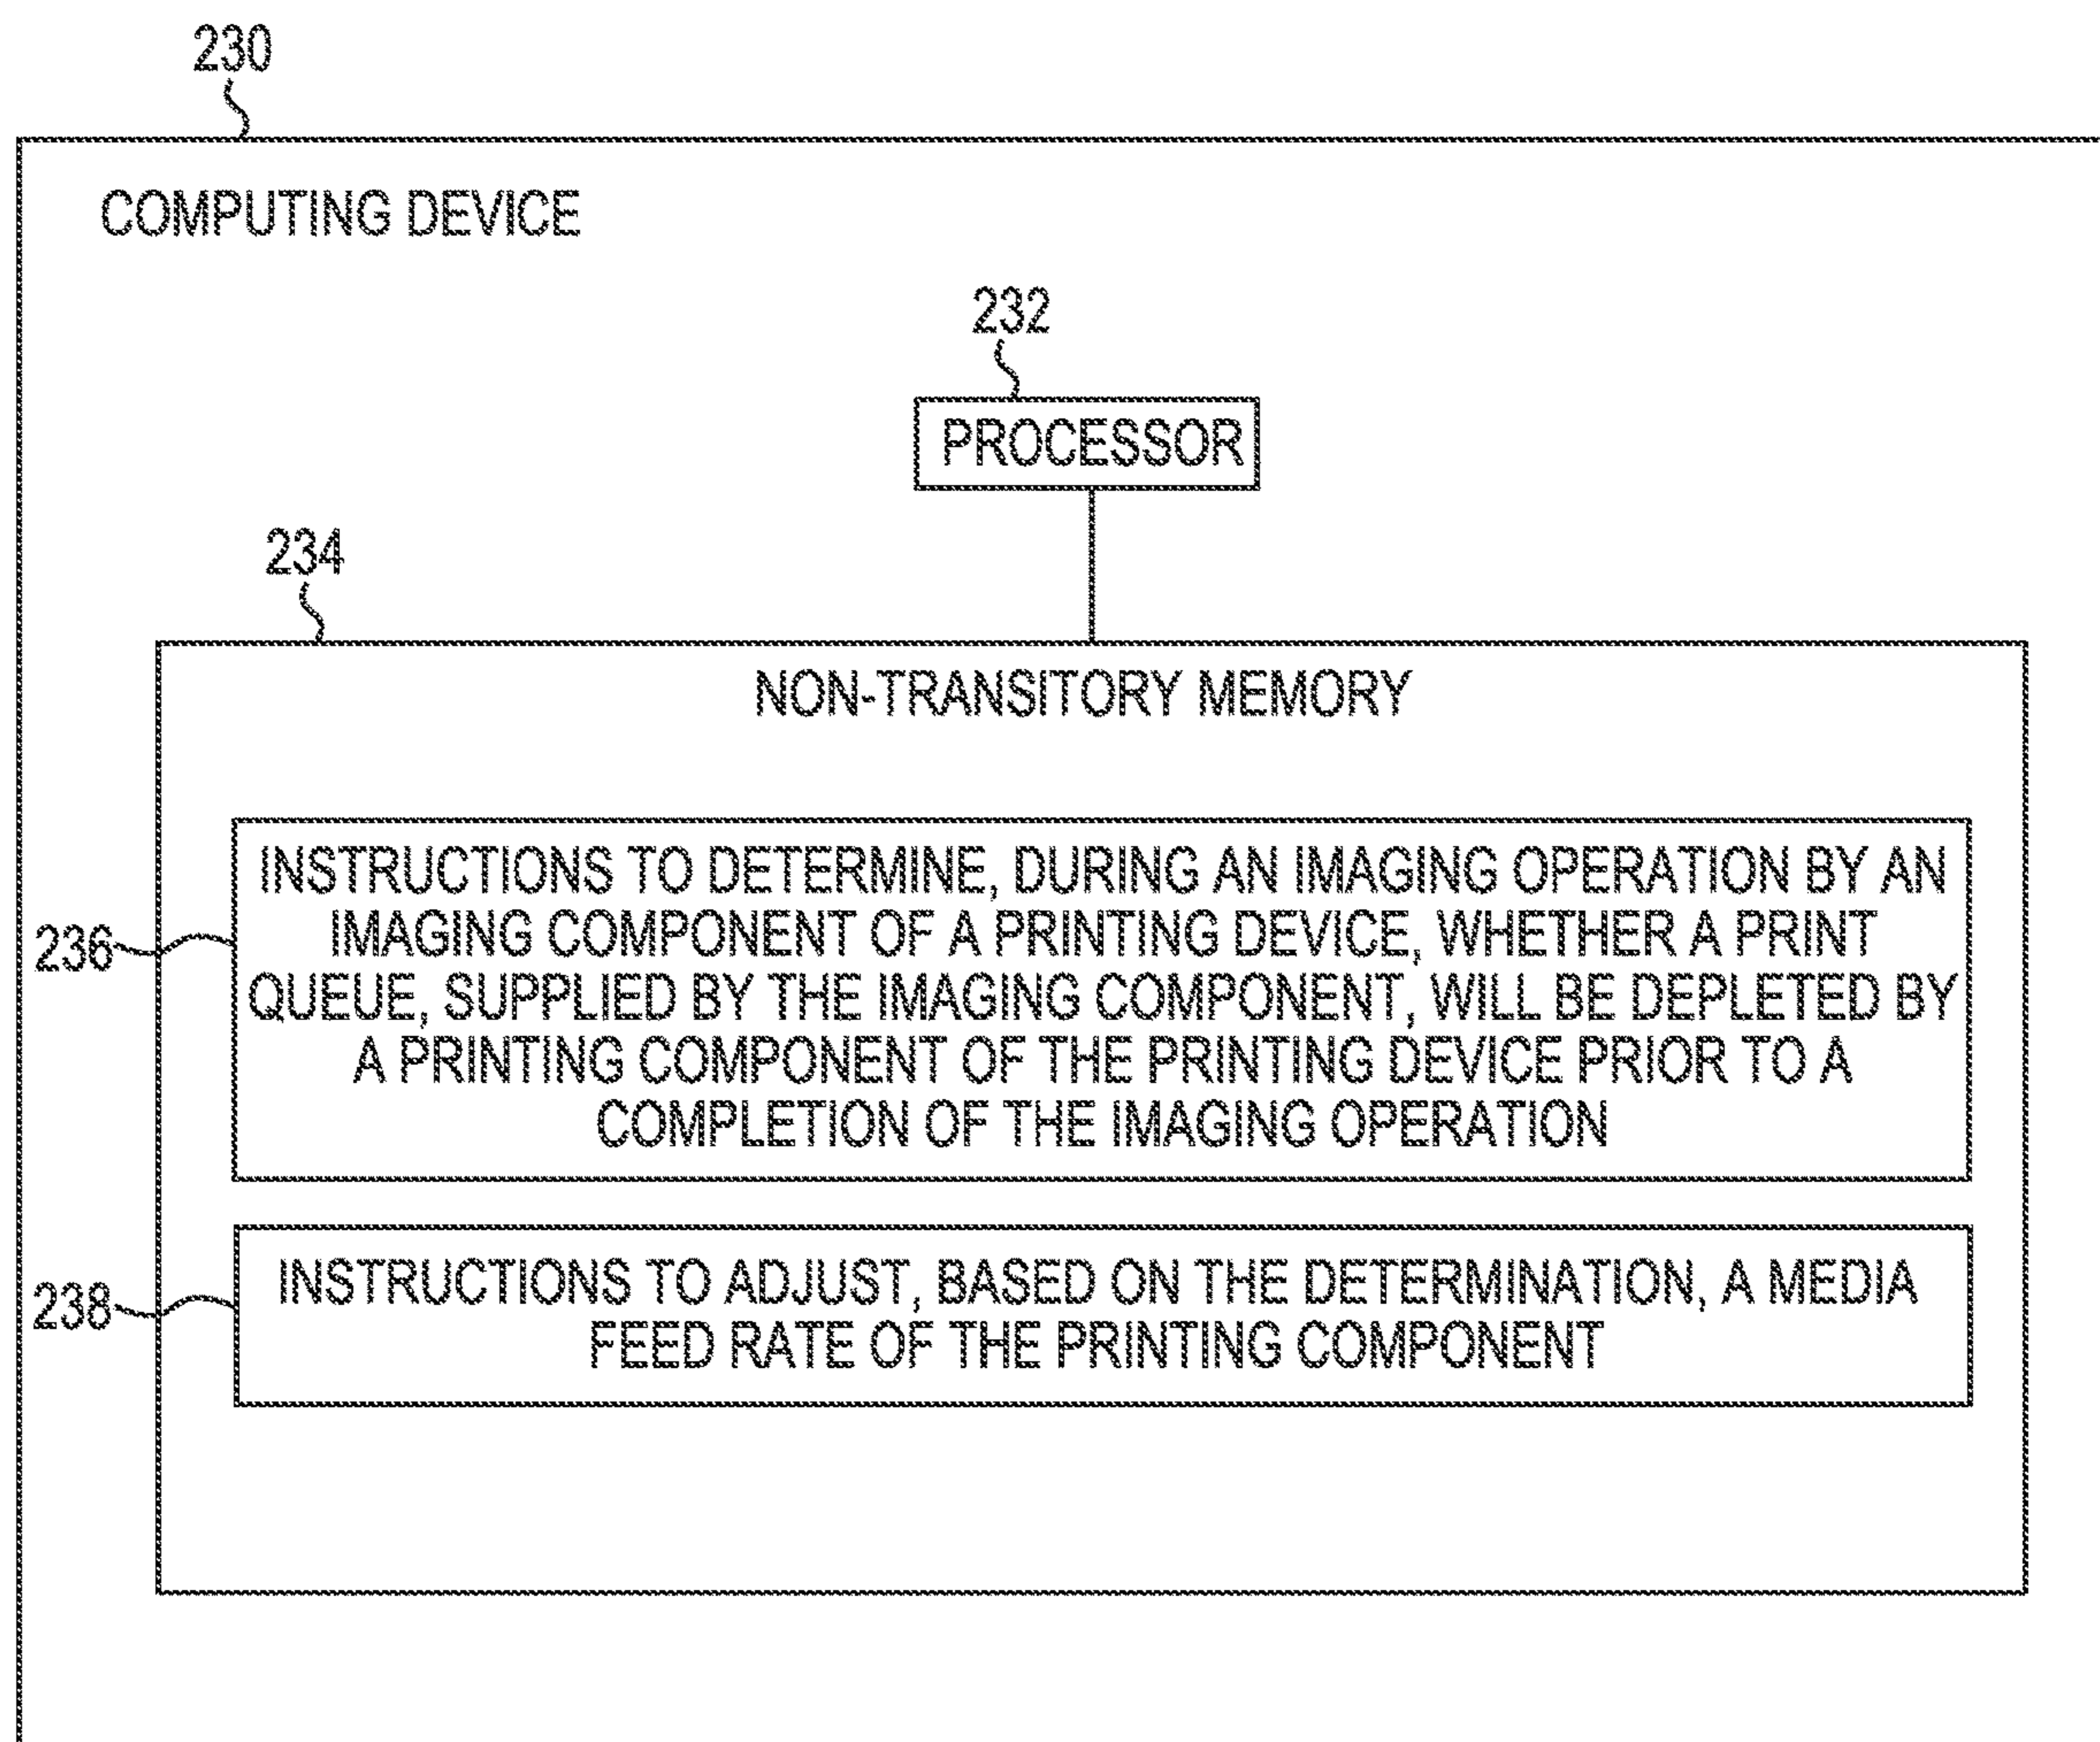 230
COMPUTING DEVICE
232
PROCESSOR
234
NON-TRANSITORY MEMORY
236
INSTRUCTIONS TO DETERMINE, DURING AN IMAGING OPERATION BY AN
IMAGING COMPONENT OF A PRINTING DEVICE, WHETHER A PRINT
QUEUE, SUPPLIED BY THE IMAGING COMPONENT, WILL BE DEPLETED BY
A PRINTING COMPONENT OF THE PRINTING DEVICE PRIOR TO A
COMPLETION OF THE IMAGING OPERATION
238
INSTRUCTIONS TO ADJUST, BASED ON THE DETERMINATION, A MEDIA
FEED RATE OF THE PRINTING COMPONENT